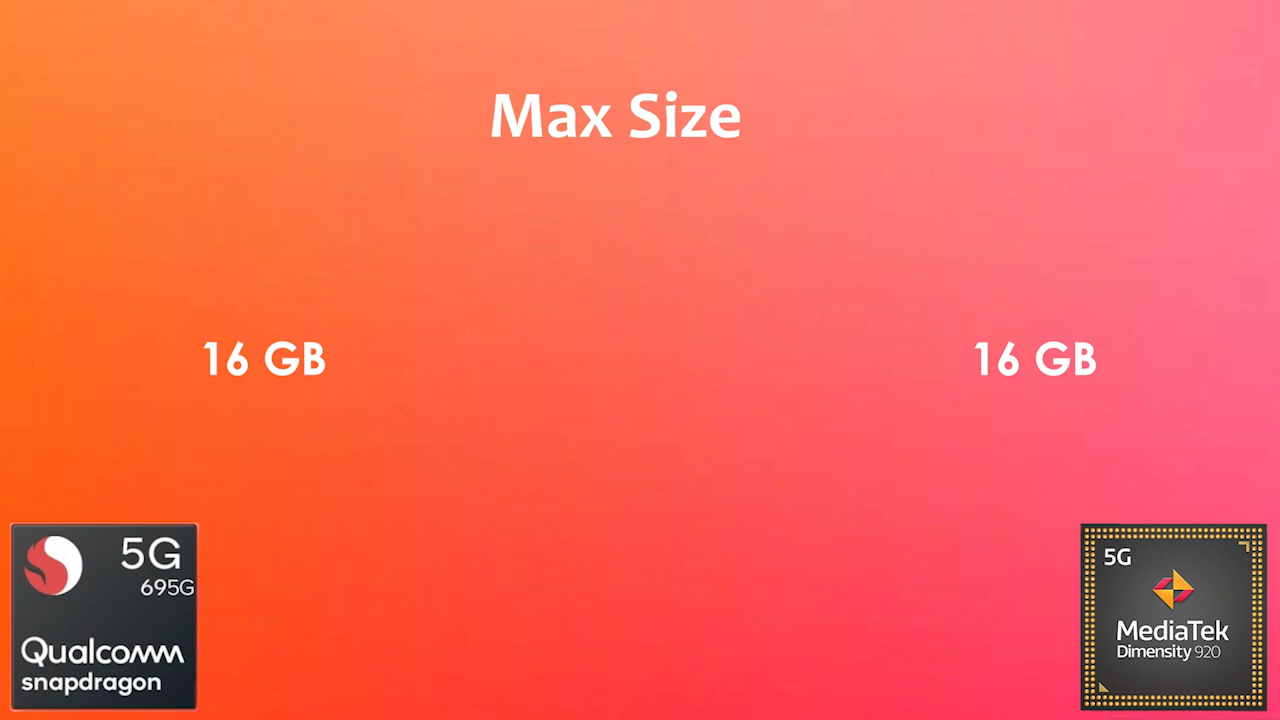 Max Size
16 GB
16 GB
5G
695G
Qualcomm
snapdragon
5G
MediaTek
Dimensity 920